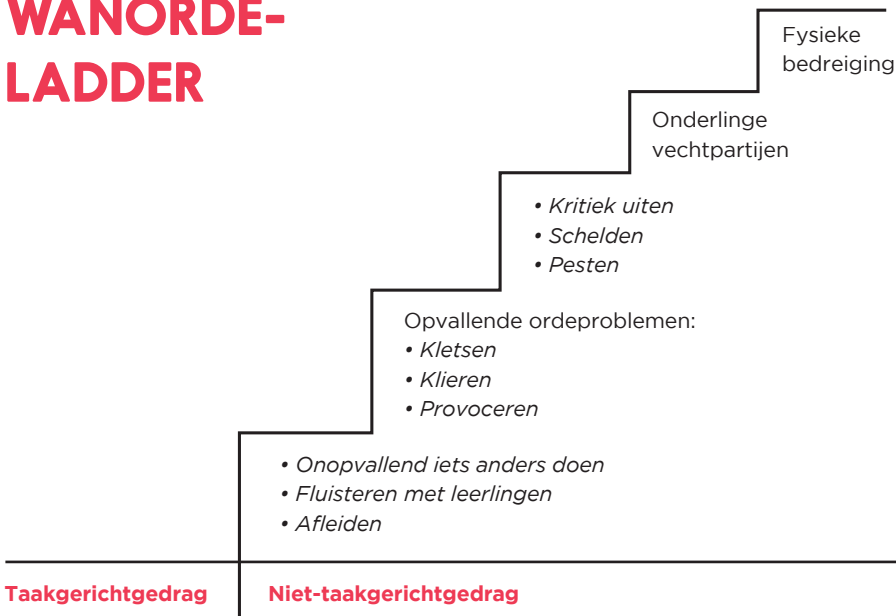 WANORDE-
LADDER
Fysieke
bedreiging
Onderlinge
vechtpartijen
• Kritiek uiten
• Schelden
• Pesten
Opvallende ordeproblemen:
• Kletsen
• Klieren
• Provoceren
• Onopvallend iets anders doen
• Fluisteren met leerlingen
• Afleiden
Taakgerichtgedrag
Niet-taakgerichtgedrag